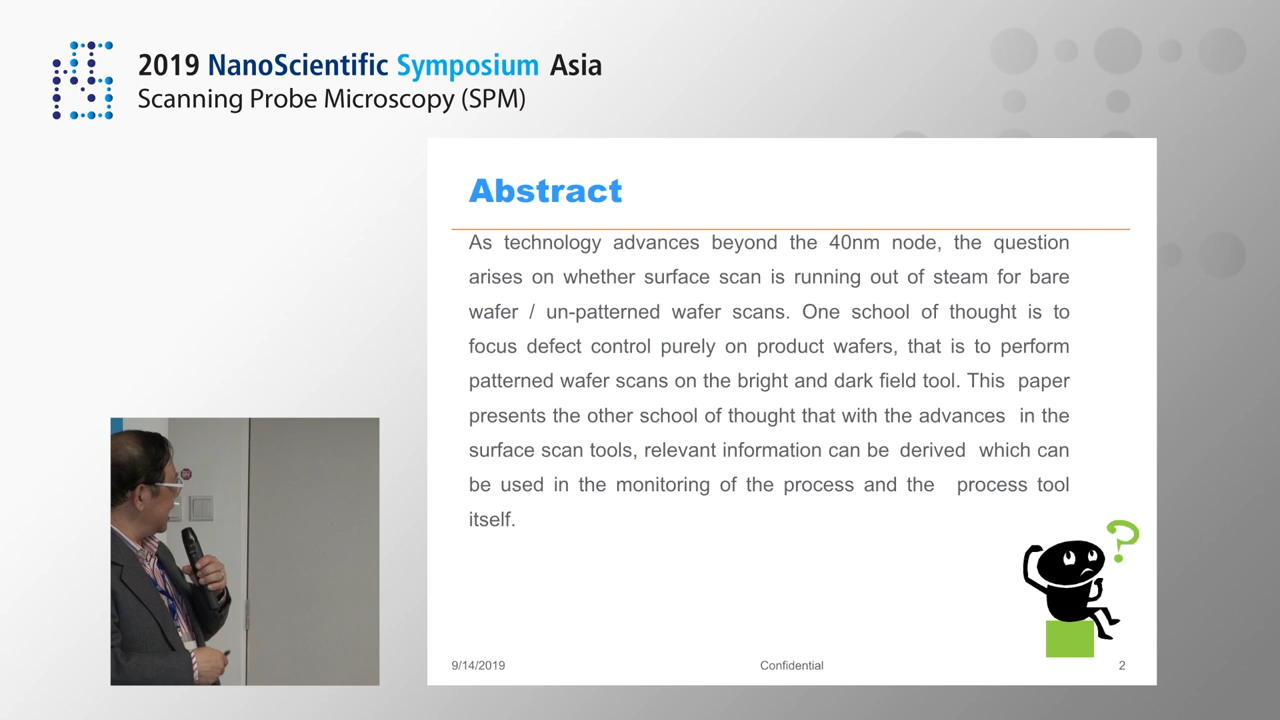 2019 NanoScientific Symposium Asia
Scanning Probe Microscopy (SPM)
Abstract
As technology advances beyond the 40nm node, the question
arises on whether surface scan is running out of steam for bare
wafer / un-patterned wafer scans. One school of thought is to
focus defect control purely on product wafers, that is to perform
patterned wafer scans on the bright and dark field tool. This paper
presents the other school of thought that with the advances in the
surface scan tools, relevant information can be derived which can
be used in the monitoring of the process and the process tool
itself.
?
9/14/2019
Confidential
2